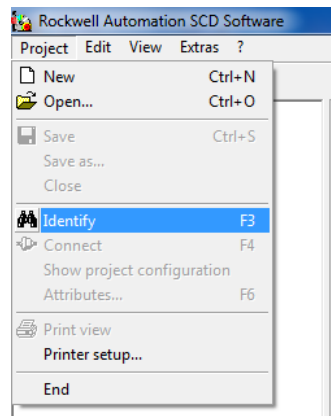 Rockwell Automation SCD Software
Project Edit View Extras ?
New Ctrl+N
Open... Ctrl+O
Save Ctrl+S
Save as...
Close
Identify F3
Connect F4
Show project configuration
Attributes... F6
Print view
Printer setup...
End